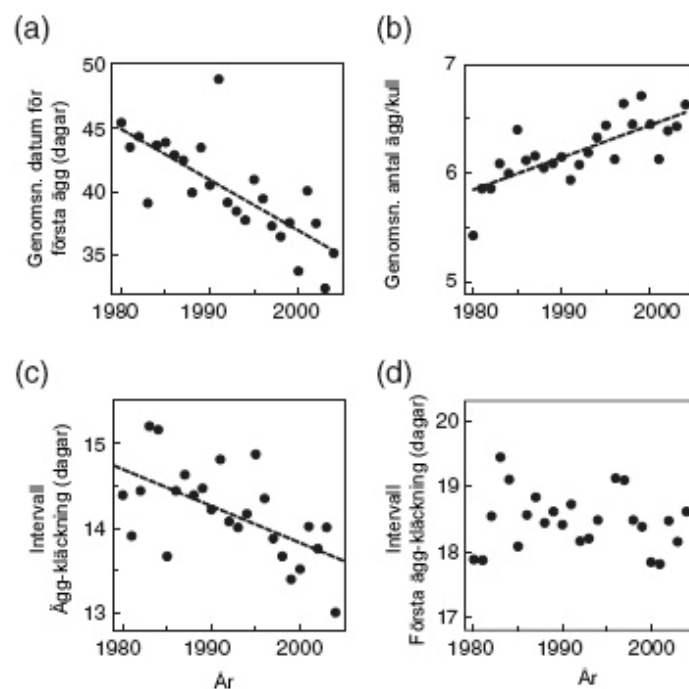 (a)
Genomsn. datum för
första ägg (dagar)
50
45
40
35
1980
1990
2000
(b)
Genomsn. antal ägg/kull
7
6
5
1980
1990
2000
(c)
Intervall
Ägg-kläckning (dagar)
15
14
13
1980
1990
2000
År
(d)
Intervall
Första ägg-kläckning (dagar)
20
19
18
17
1980
1990
2000
År